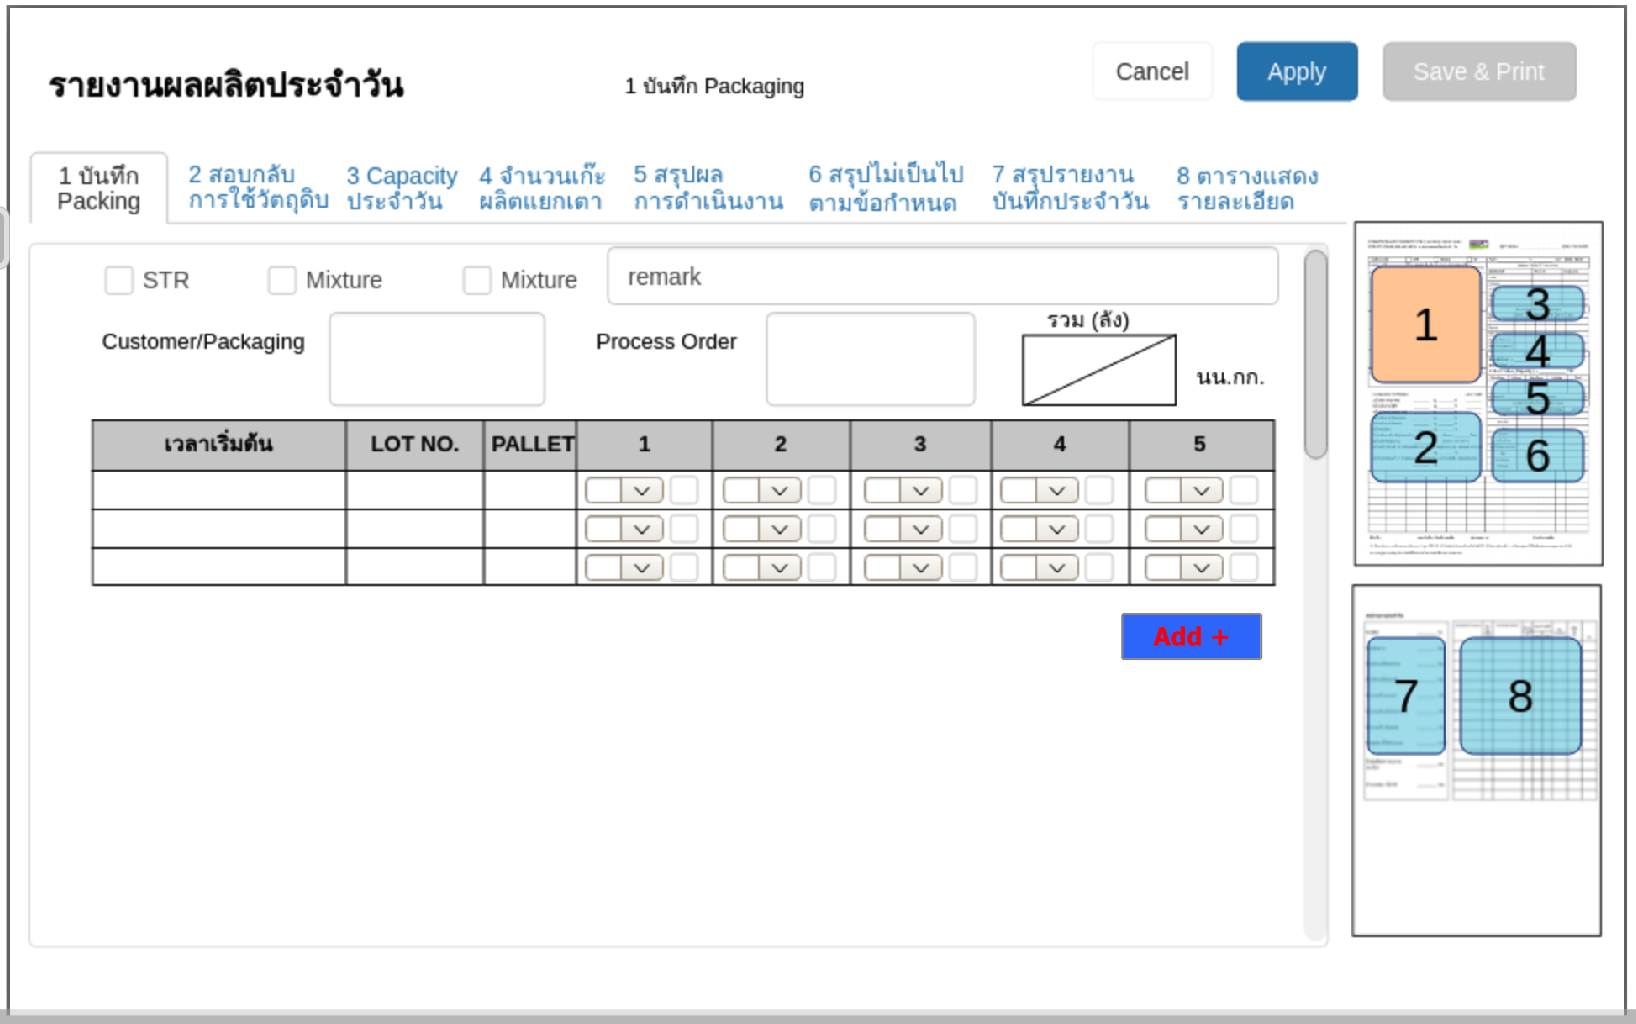 รายงานผลผลิตประจำวัน
1 บันทึก Packaging
Cancel
Apply
Save & Print
1 บันทึก
Packing
2 สอบกลับ
การใช้วัตถุดิบ
3 Capacity
ประจำวัน
4 จำนวนเก๊ะ
ผลิตแยกเตา
5 สรุปผล
การดำเนินงาน
6 สรุปไม่เป็นไป
ตามข้อกำหนด
7 สรุปรายงาน
บันทึกประจำวัน
8 ตารางแสดง
รายละเอียด
STR
Mixture
Mixture
remark
Customer/Packaging
Process Order
รวม (ลัง)
นน.กก.
เวลาเริ่มต้น LOT NO. PALLET 1 2 3 4 5
Add +
1
2
3
4
5
6
7
8